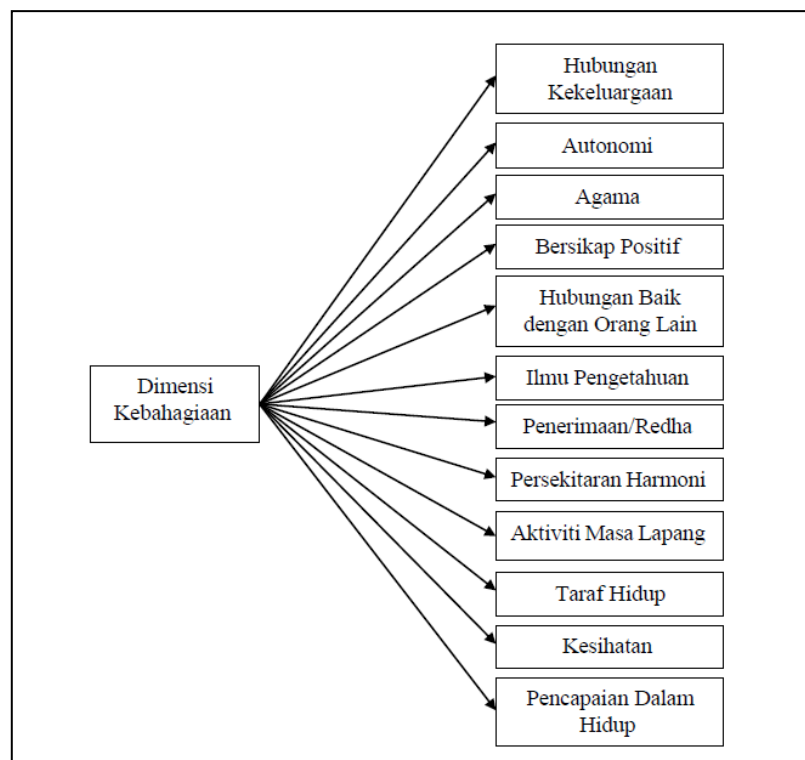 Hubungan
Kekeluargaan
Autonomi
Agama
Bersikap Positif
Hubungan Baik
dengan Orang Lain
Dimensi
Kebahagiaan
Ilmu Pengetahuan
Penerimaan/Redha
Persekitaran Harmoni
Aktiviti Masa Lapang
Taraf Hidup
Kesihatan
Pencapaian Dalam
Hidup